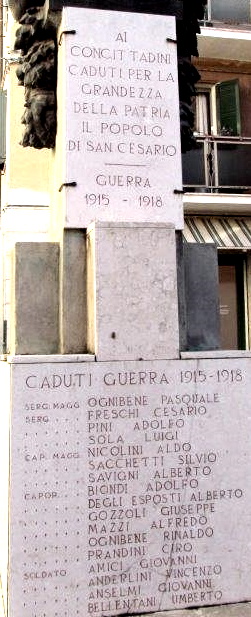 AI
CONCITTADINI
CADUTI PER LA
GRANDEZZA
DELLA PATRIA
IL POPOLO
DI SAN CESARIO
GUERRA
1915 - 1918
CADUTI GUERRA 1915-1918
SERG. MAGG. OGNIBENE PASQUALE
SERG. FRESCHI CESARIO
PINI ADOLFO
SOLA LUIGI
CAP. MAGG. NICOLINI ALDO
SACCHETTI SILVIO
SAVIGNI ALBERTO
CAPOR. BIONDI ADOLFO
DEGLI ESPOSTI ALBERTO
GOZZOLI GIUSEPPE
MAZZI ALFREDO
OGNIBENE RINALDO
PRANDINI CIRO
SOLDATO AMICI GIOVANNI
ANDERLINI VINCENZO
ANSELMI GIOVANNI
BELLENTANI UMBERTO